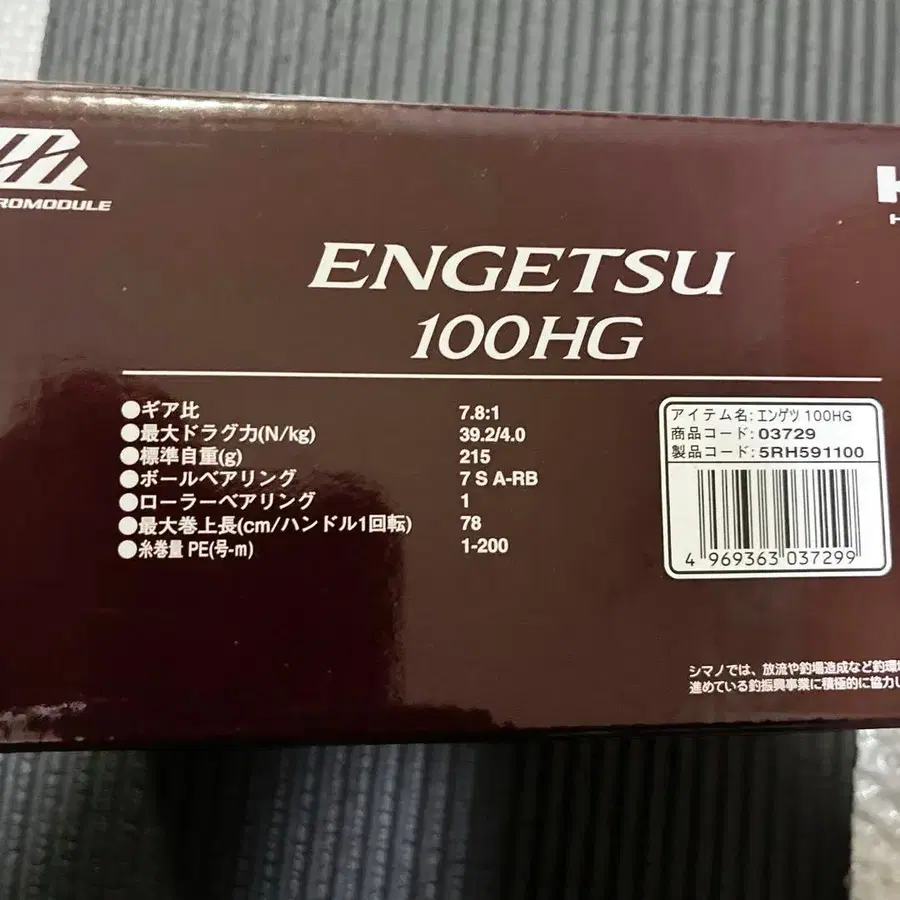 ROMODULE
H
ENGETSU
100HG
●ギア比 7.8:1
●最大ドラグ力(N/kg) 39.2/4.0
●標準自重(g) 215
●ボールベアリング 7 S A-RB
●ローラーベアリング 1
●最大巻上長(cm/ハンドル1回転) 78
●糸巻量 PE(号-m) 1-200
アイテム名: エンゲツ 100HG
商品コード: 03729
製品コード: 5RH591100
4 969363 037299
シマノでは、放流や釣場造成など釣環
進めている釣振興事業に積極的に協力し